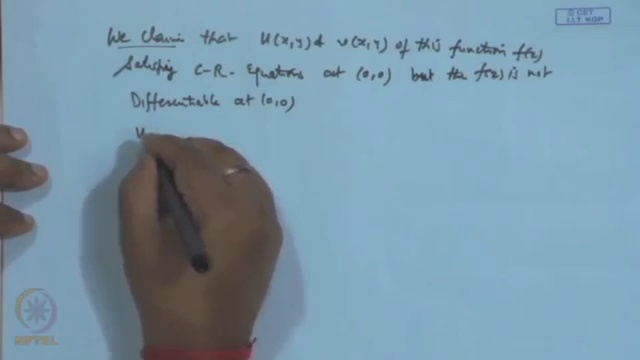 © CET
I.I.T. KGP
We claim that u(x,y) & v(x,y) of this function f(z)
Satisfying C-R- Equations at (0,0) but the f(z) is not
Differentiable at (0,0)
NPTEL